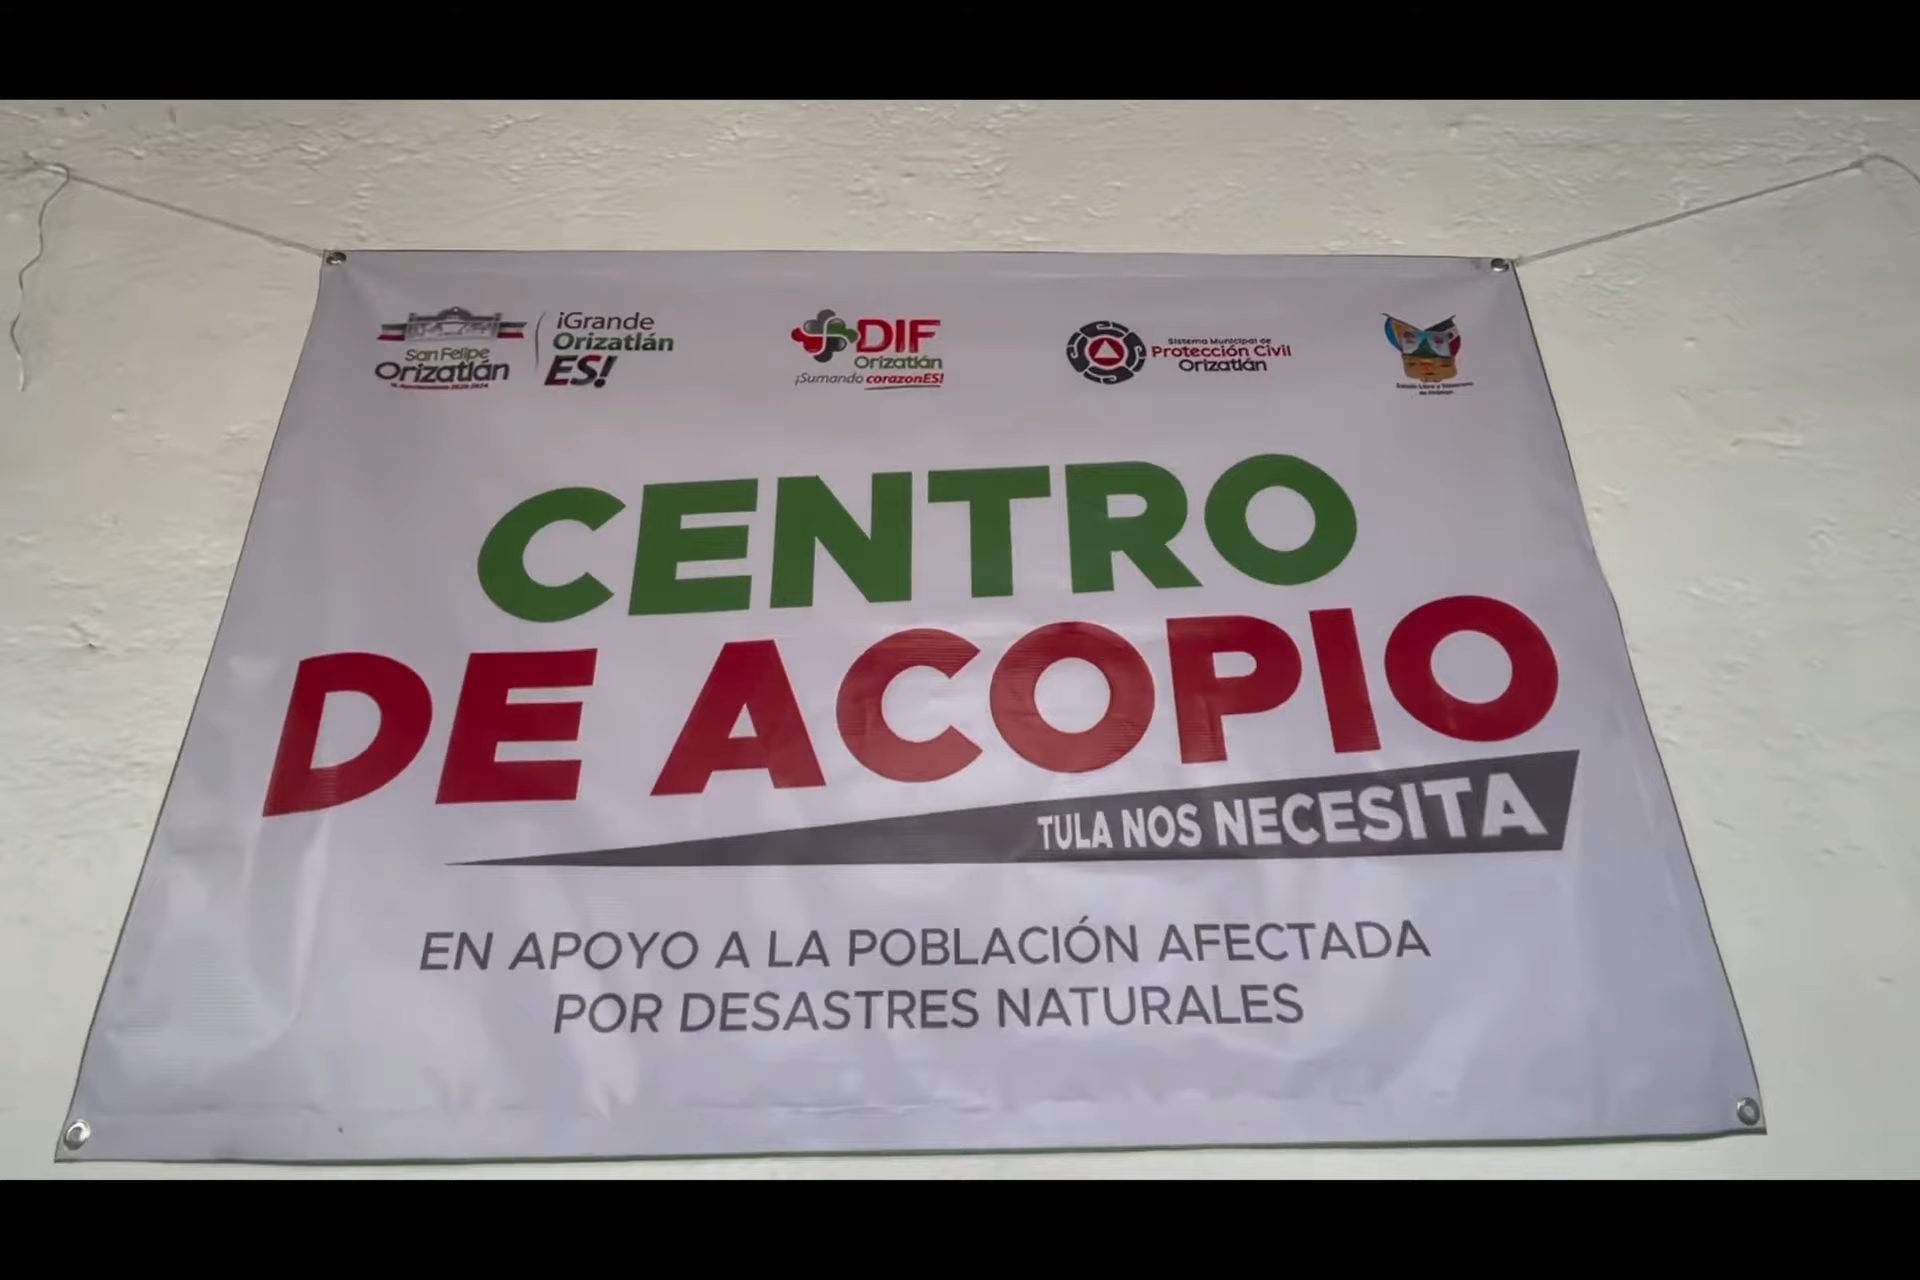 San Felipe
Orizatlán
¡Grande
Orizatlán
ES!
DIF
Orizatlán
¡Sumando corazonES!
Sistema Municipal de
Protección Civil
Orizatlán
CENTRO
DE ACOPIO
TULA NOS NECESITA
EN APOYO A LA POBLACIÓN AFECTADA
POR DESASTRES NATURALES